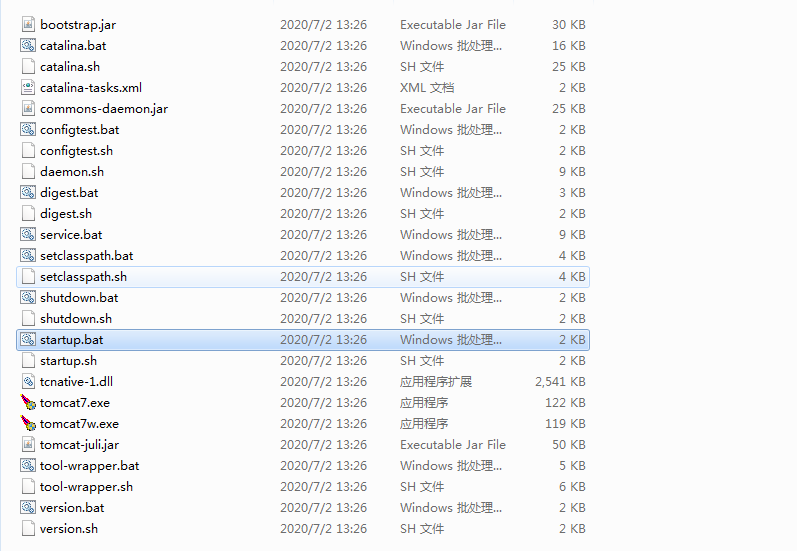 bootstrap.jar 2020/7/2 13:26 Executable Jar File 30 KB
catalina.bat 2020/7/2 13:26 Windows 批处理... 16 KB
catalina.sh 2020/7/2 13:26 SH 文件 25 KB
catalina-tasks.xml 2020/7/2 13:26 XML 文档 2 KB
commons-daemon.jar 2020/7/2 13:26 Executable Jar File 25 KB
configtest.bat 2020/7/2 13:26 Windows 批处理... 2 KB
configtest.sh 2020/7/2 13:26 SH 文件 2 KB
daemon.sh 2020/7/2 13:26 SH 文件 9 KB
digest.bat 2020/7/2 13:26 Windows 批处理... 3 KB
digest.sh 2020/7/2 13:26 SH 文件 2 KB
service.bat 2020/7/2 13:26 Windows 批处理... 9 KB
setclasspath.bat 2020/7/2 13:26 Windows 批处理... 4 KB
setclasspath.sh 2020/7/2 13:26 SH 文件 4 KB
shutdown.bat 2020/7/2 13:26 Windows 批处理... 2 KB
shutdown.sh 2020/7/2 13:26 SH 文件 2 KB
startup.bat 2020/7/2 13:26 Windows 批处理... 2 KB
startup.sh 2020/7/2 13:26 SH 文件 2 KB
tcnative-1.dll 2020/7/2 13:26 应用程序扩展 2,541 KB
tomcat7.exe 2020/7/2 13:26 应用程序 122 KB
tomcat7w.exe 2020/7/2 13:26 应用程序 119 KB
tomcat-juli.jar 2020/7/2 13:26 Executable Jar File 50 KB
tool-wrapper.bat 2020/7/2 13:26 Windows 批处理... 5 KB
tool-wrapper.sh 2020/7/2 13:26 SH 文件 6 KB
version.bat 2020/7/2 13:26 Windows 批处理... 2 KB
version.sh 2020/7/2 13:26 SH 文件 2 KB